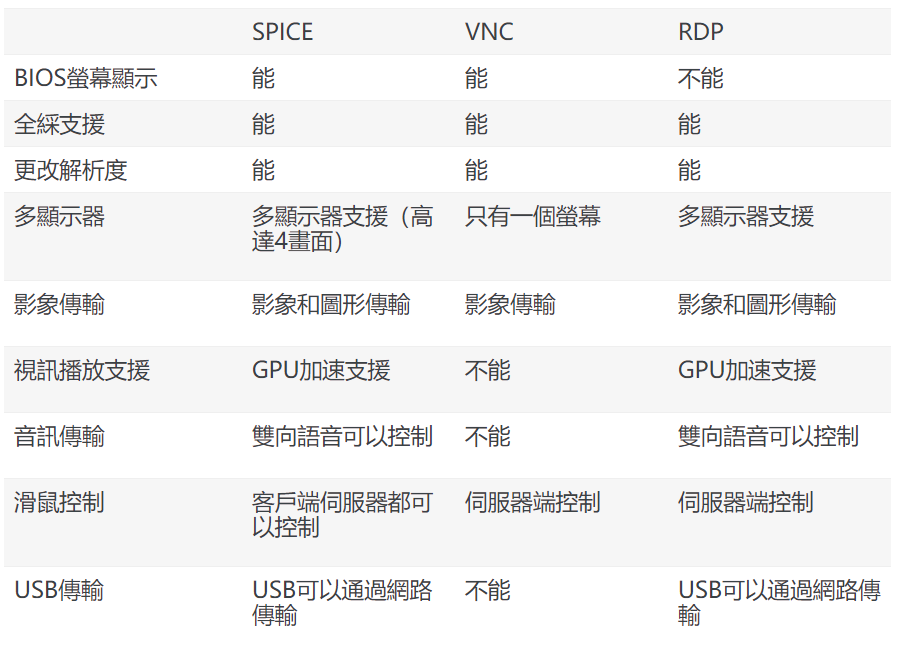 SPICE VNC RDP
BIOS螢幕顯示 能 能 不能
全綵支援 能 能 能
更改解析度 能 能 能
多顯示器 多顯示器支援（高 只有一個螢幕 多顯示器支援
達4畫面）
影象傳輸 影象和圖形傳輸 影象傳輸 影象和圖形傳輸
視訊播放支援 GPU加速支援 不能 GPU加速支援
音訊傳輸 雙向語音可以控制 不能 雙向語音可以控制
滑鼠控制 客戶端伺服器都可 伺服器端控制 伺服器端控制
以控制
USB傳輸 USB可以通過網路 不能 USB可以通過網路傳
傳輸 輸